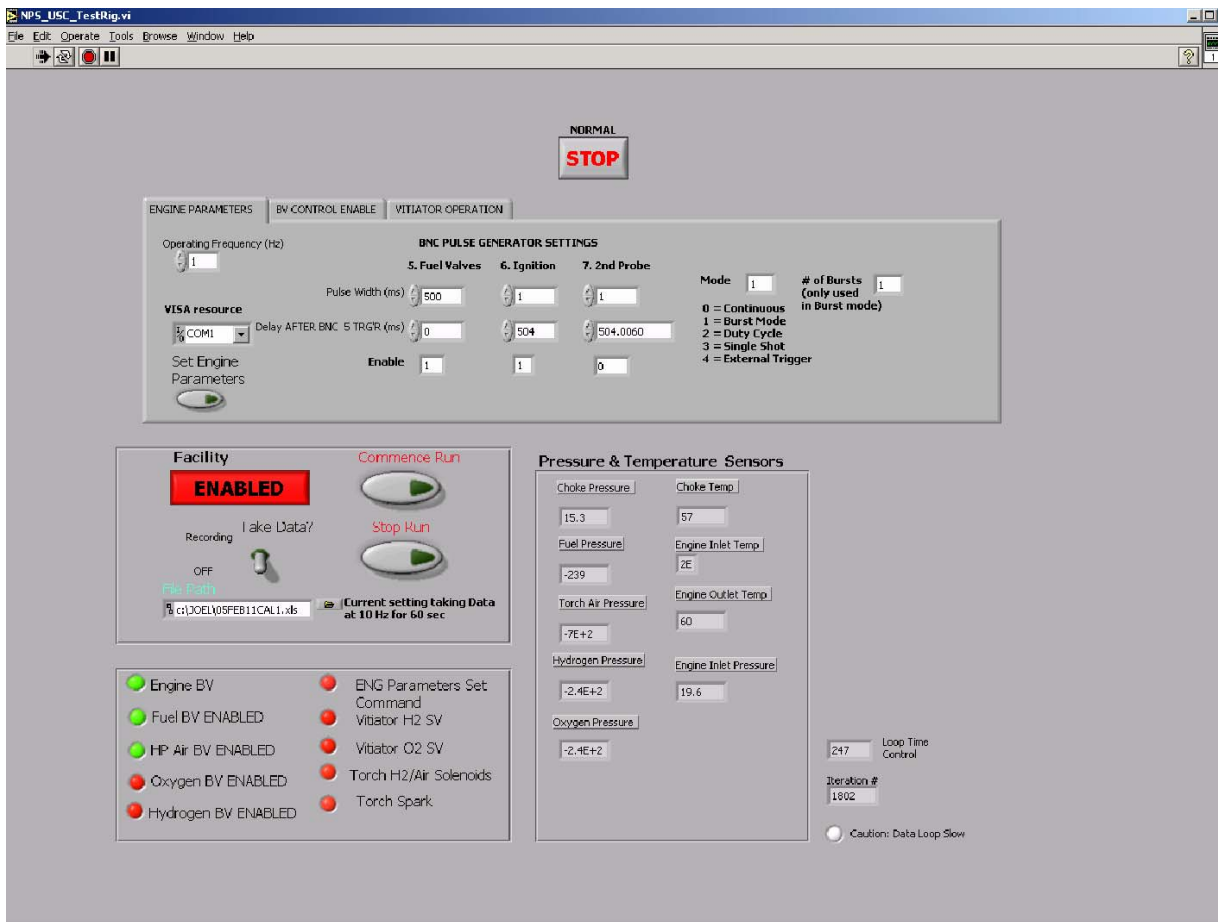 NPS_USC_TestRig.vi
File Edit Operate Tools Browse Window Help
1
NORMAL
STOP
ENGINE PARAMETERS BV CONTROL ENABLE VITIATOR OPERATION
Operating Frequency (Hz)
1
VISA resource
COM1
Set Engine
Parameters
BNC PULSE GENERATOR SETTINGS
5. Fuel Valves 6. Ignition 7. 2nd Probe
Pulse Width (ms) 500 1 1
Delay AFTER BNC 5 TRG'R (ms) 0 504 504.0060
Enable 1 1 0
Mode 1
0 = Continuous
1 = Burst Mode
2 = Duty Cycle
3 = Single Shot
4 = External Trigger
# of Bursts 1
(only used
in Burst mode)
Facility
ENABLED
Commence Run
Take Data?
Recording
OFF
Stop Run
File Path
c:\JOEL\05FEB11CAL1.xls
Current setting taking Data
at 10 Hz for 60 sec
Engine BV
Fuel BV ENABLED
HP Air BV ENABLED
Oxygen BV ENABLED
Hydrogen BV ENABLED
ENG Parameters Set
Command
Vitiator H2 SV
Vitiator O2 SV
Torch H2/Air Solenoids
Torch Spark
Pressure & Temperature Sensors
Choke Pressure
15.3
Fuel Pressure
-239
Torch Air Pressure
-7E+2
Hydrogen Pressure
-2.4E+2
Oxygen Pressure
-2.4E+2
Choke Temp
57
Engine Inlet Temp
2E
Engine Outlet Temp
60
Engine Inlet Pressure
19.6
247 Loop Time
Control
Iteration #
1802
Caution: Data Loop Slow